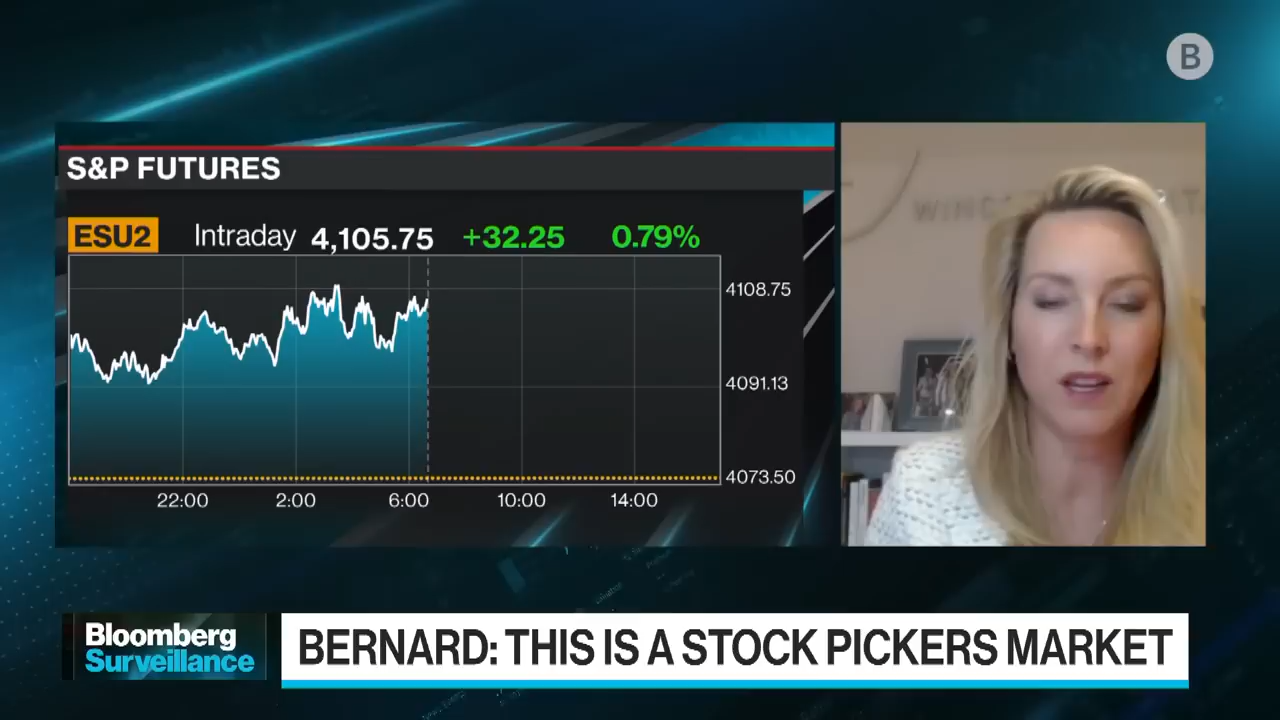 B
S&P FUTURES
ESU2 Intraday 4,105.75 +32.25 0.79%
4108.75
4091.13
4073.50
22:00 2:00 6:00 10:00 14:00
Bloomberg
Surveillance
BERNARD: THIS IS A STOCK PICKERS MARKET